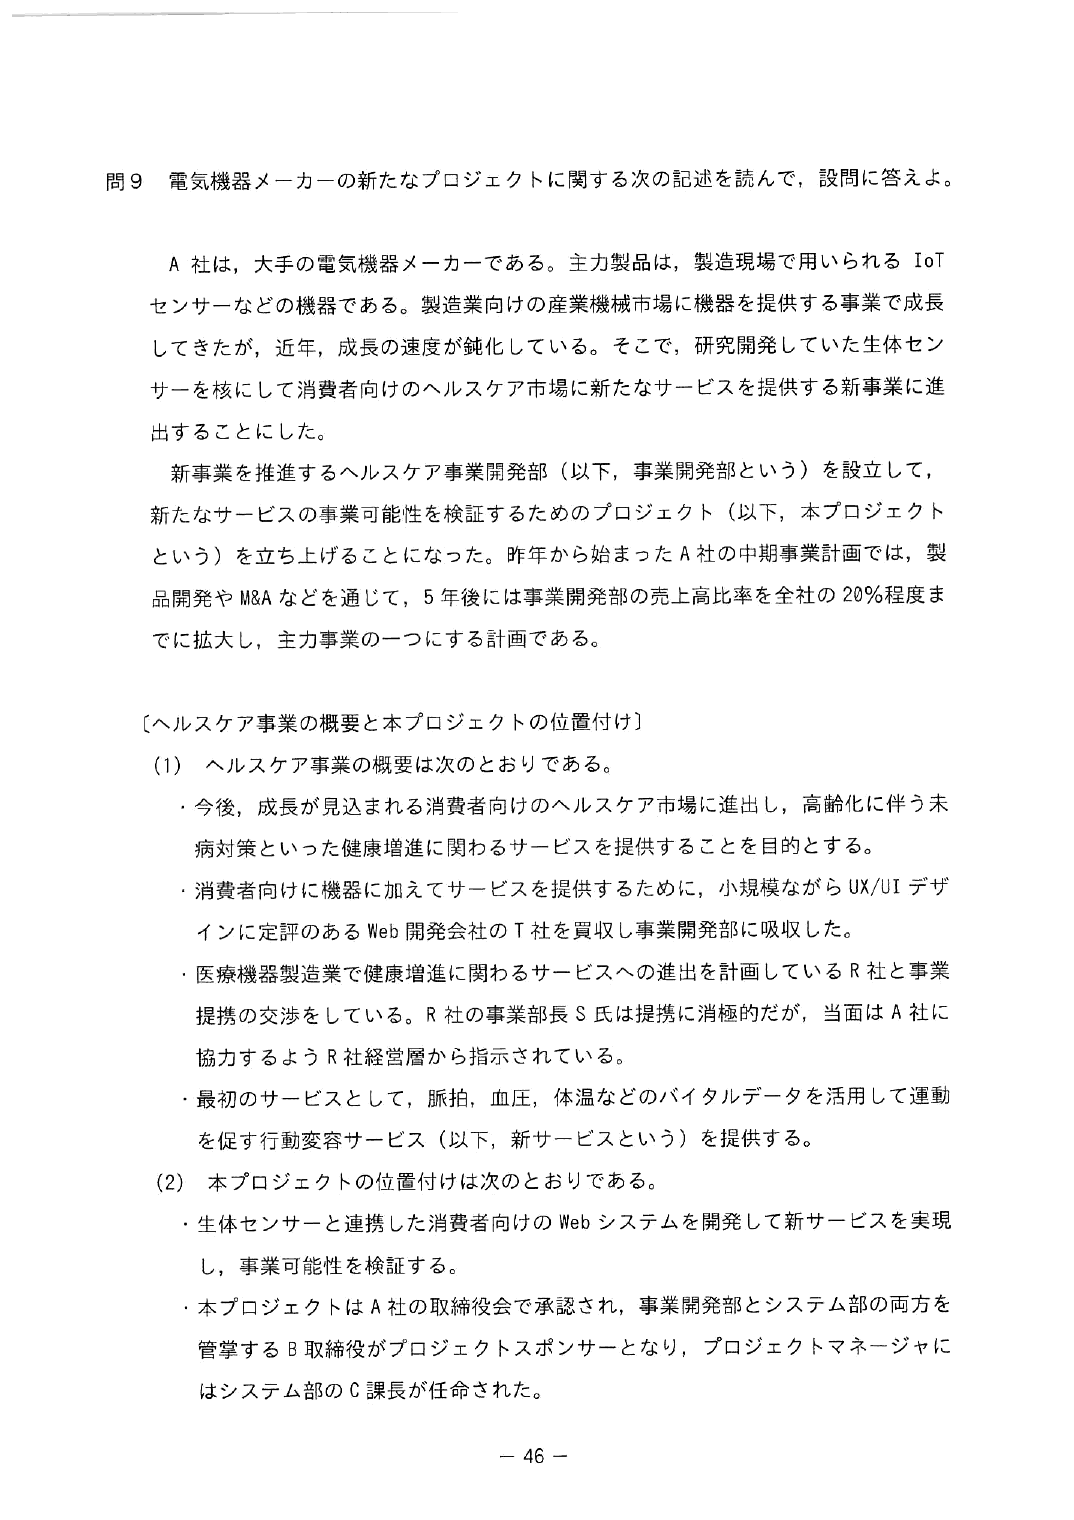 問9 電気機器メーカーの新たなプロジェクトに関する次の記述を読んで，設問に答えよ。
A 社は，大手の電気機器メーカーである。主力製品は，製造現場で用いられる IoT
センサーなどの機器である。製造業向けの産業機械市場に機器を提供する事業で成長
してきたが，近年，成長の速度が鈍化している。そこで，研究開発していた生体セン
サーを核にして消費者向けのヘルスケア市場に新たなサービスを提供する新事業に進
出することにした。
新事業を推進するヘルスケア事業開発部（以下，事業開発部という）を設立して，
新たなサービスの事業可能性を検証するためのプロジェクト（以下，本プロジェクト
という）を立ち上げることになった。昨年から始まった A 社の中期事業計画では，製
品開発や M&A などを通じて，5 年後には事業開発部の売上高比率を全社の 20%程度ま
でに拡大し，主力事業の一つにする計画である。
〔ヘルスケア事業の概要と本プロジェクトの位置付け〕
(1) ヘルスケア事業の概要は次のとおりである。
・今後，成長が見込まれる消費者向けのヘルスケア市場に進出し，高齢化に伴う未
病対策といった健康増進に関わるサービスを提供することを目的とする。
・消費者向けに機器に加えてサービスを提供するために，小規模ながら UX/UI デザ
インに定評のある Web 開発会社の T 社を買収し事業開発部に吸収した。
・医療機器製造業で健康増進に関わるサービスへの進出を計画している R 社と事業
提携の交渉をしている。R 社の事業部長 S 氏は提携に消極的だが，当面は A 社に
協力するよう R 社経営層から指示されている。
・最初のサービスとして，脈拍，血圧，体温などのバイタルデータを活用して運動
を促す行動変容サービス（以下，新サービスという）を提供する。
(2) 本プロジェクトの位置付けは次のとおりである。
・生体センサーと連携した消費者向けの Web システムを開発して新サービスを実現
し，事業可能性を検証する。
・本プロジェクトは A 社の取締役会で承認され，事業開発部とシステム部の両方を
管掌する B 取締役がプロジェクトスポンサーとなり，プロジェクトマネージャに
はシステム部の C 課長が任命された。
― 46 ―